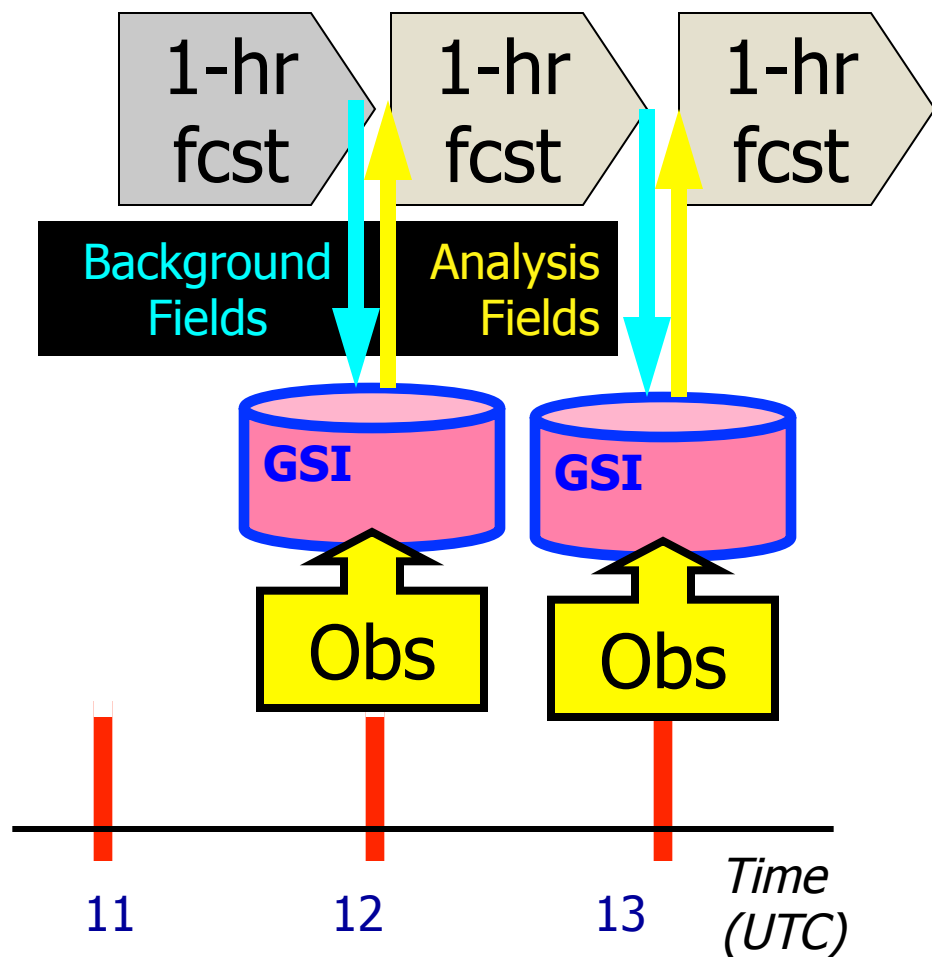 1-hr
fcst
1-hr
fcst
1-hr
fcst
Background
Fields
Analysis
Fields
GSI
GSI
Obs
Obs
11
12
13
Time
(UTC)